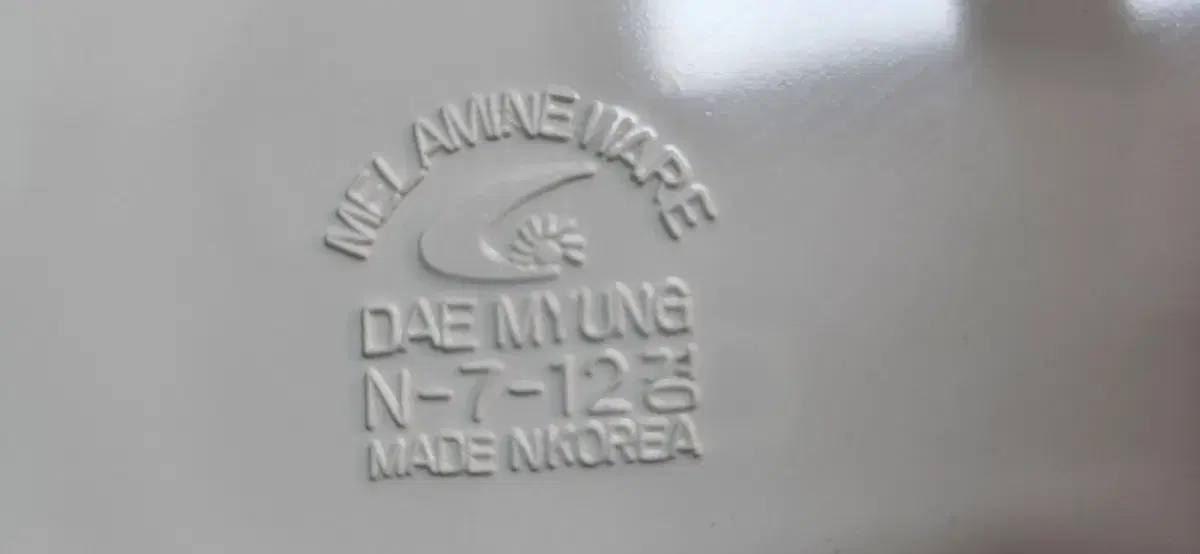 MELAMINE WARE
DAE MYUNG
N-7-12
MADE IN KOREA